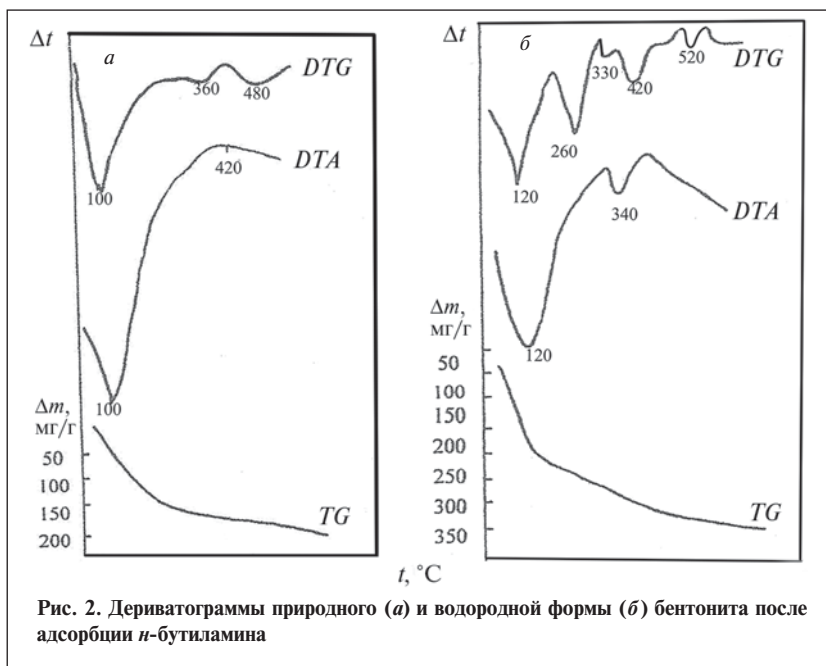 Δt
а
DTG
360
480
100
DTA
420
100
Δm,
мг/г
50
100
150
200
TG
Δt
б
DTG
330
520
420
260
120
DTA
340
120
Δm,
мг/г
50
100
150
200
250
300
350
TG
t, °C
Рис. 2. Дериватограммы природного (а) и водородной формы (б) бентонита после
адсорбции н-бутиламина